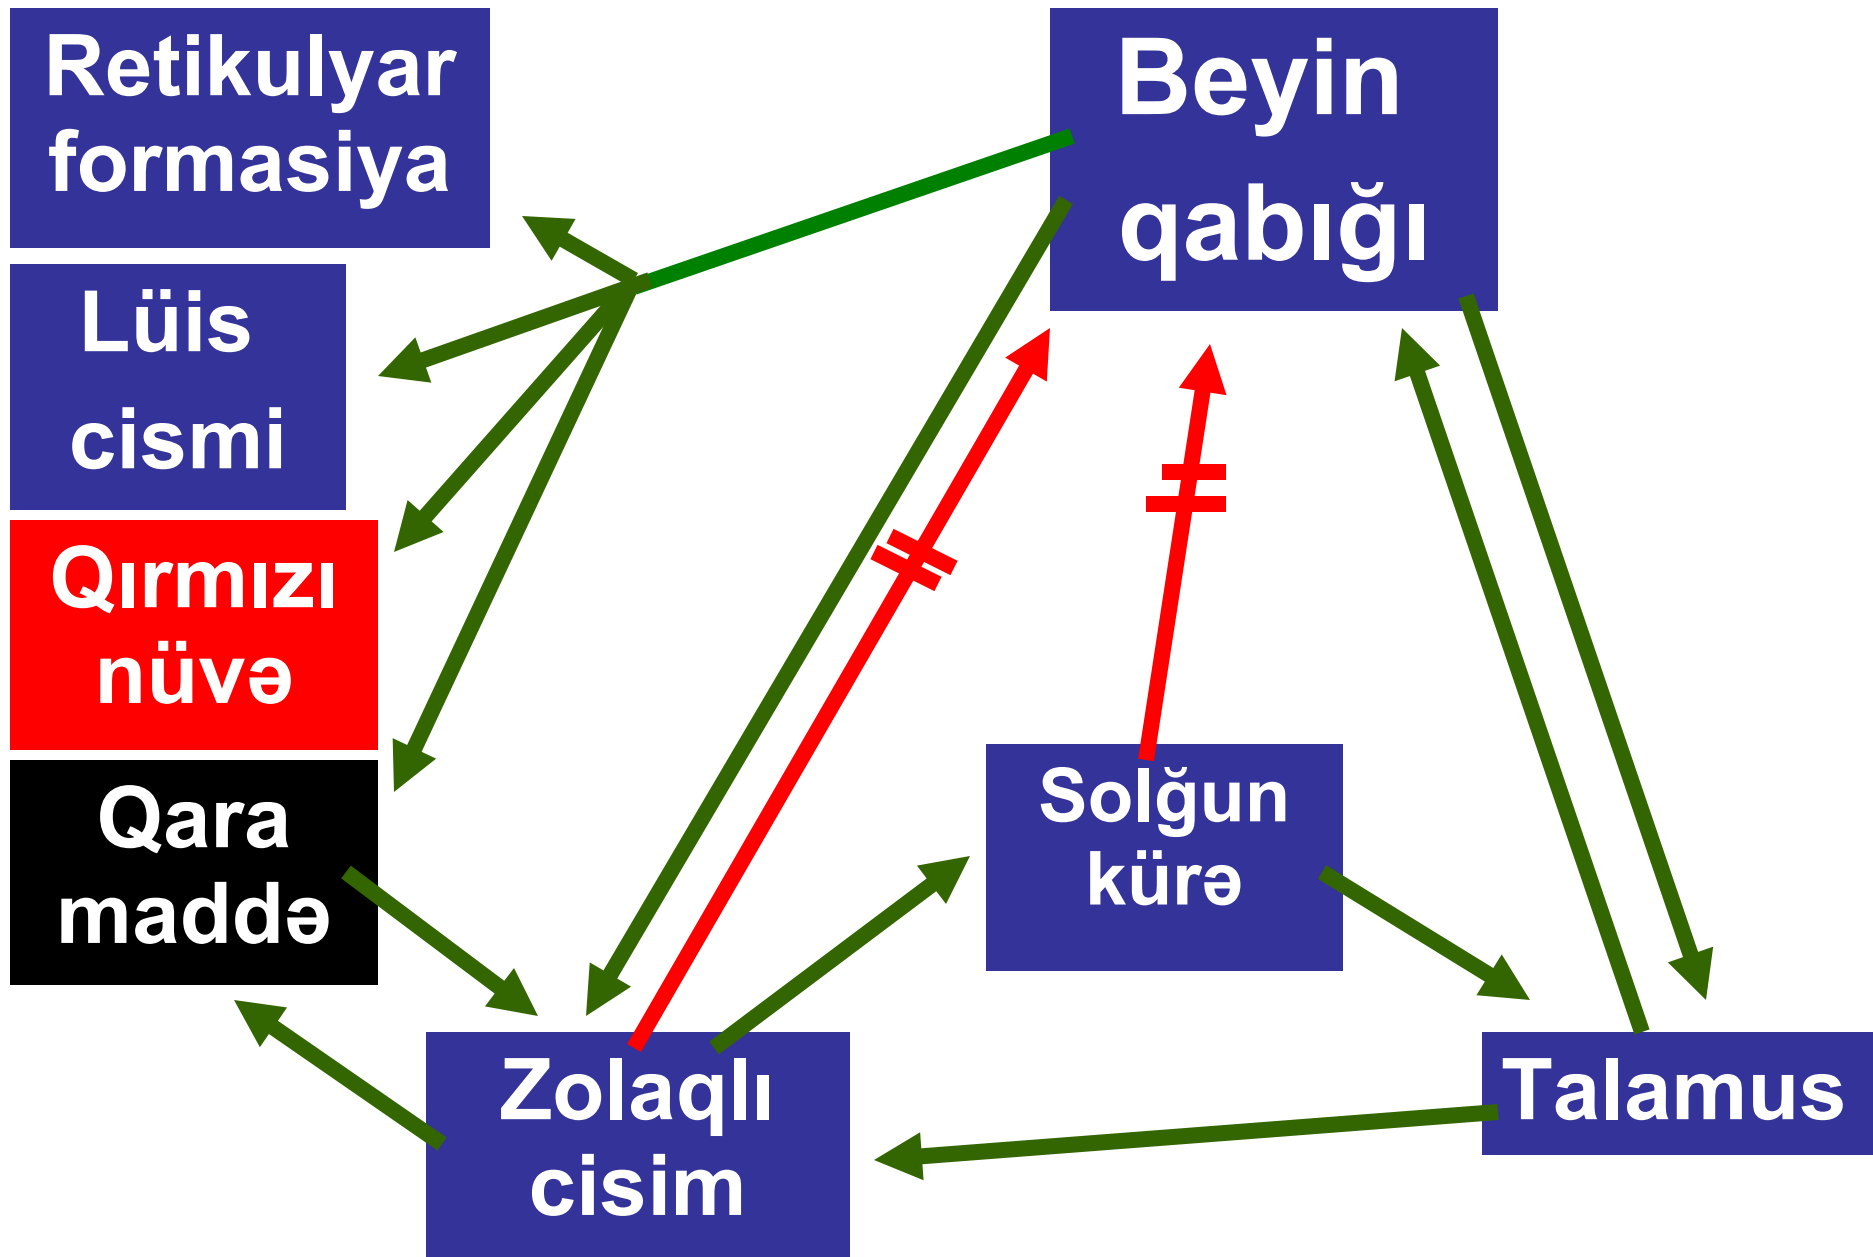 Retikulyar
formasiya
Beyin
qabığı
Lüis
cismi
Qırmızı
nüvə
Qara
maddə
Solğun
kürə
Zolaqlı
cisim
Talamus